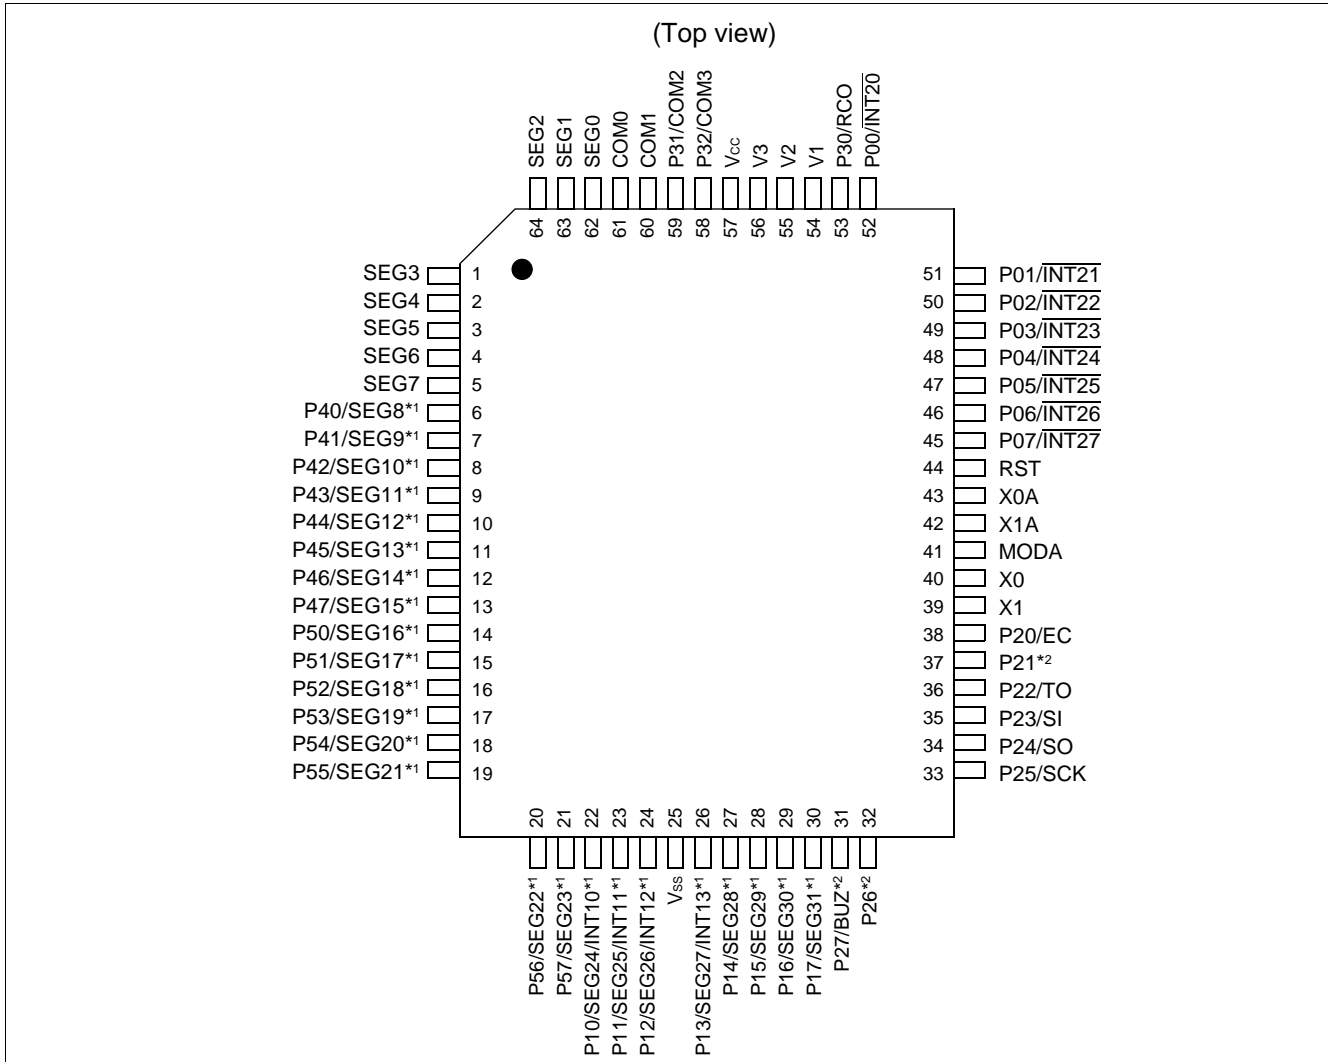 (Top view)
SEG2
SEG1
SEG0
COM0
COM1
P31/COM2
P32/COM3
Vcc
V3
V2
V1
P30/RCO
P00/INT20
64
63
62
61
60
59
58
57
56
55
54
53
52
SEG3 1
SEG4 2
SEG5 3
SEG6 4
SEG7 5
P40/SEG8*1 6
P41/SEG9*1 7
P42/SEG10*1 8
P43/SEG11*1 9
P44/SEG12*1 10
P45/SEG13*1 11
P46/SEG14*1 12
P47/SEG15*1 13
P50/SEG16*1 14
P51/SEG17*1 15
P52/SEG18*1 16
P53/SEG19*1 17
P54/SEG20*1 18
P55/SEG21*1 19
51 P01/INT21
50 P02/INT22
49 P03/INT23
48 P04/INT24
47 P05/INT25
46 P06/INT26
45 P07/INT27
44 RST
43 X0A
42 X1A
41 MODA
40 X0
39 X1
38 P20/EC
37 P21*2
36 P22/TO
35 P23/SI
34 P24/SO
33 P25/SCK
20
21
22
23
24
25
26
27
28
29
30
31
32
P56/SEG22*1
P57/SEG23*1
P10/SEG24/INT10*1
P11/SEG25/INT11*1
P12/SEG26/INT12*1
Vss
P13/SEG27/INT13*1
P14/SEG28*1
P15/SEG29*1
P16/SEG30*1
P17/SEG31*1
P27/BUZ*2
P26*2